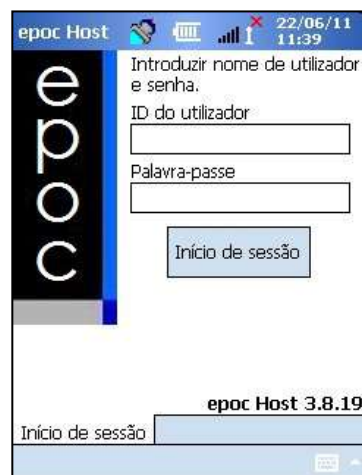 epoc Host
22/06/11
11:39
epoc
Introduzir nome de utilizador
e senha.
ID do utilizador
Palavra-passe
Início de sessão
epoc Host 3.8.19
Início de sessão